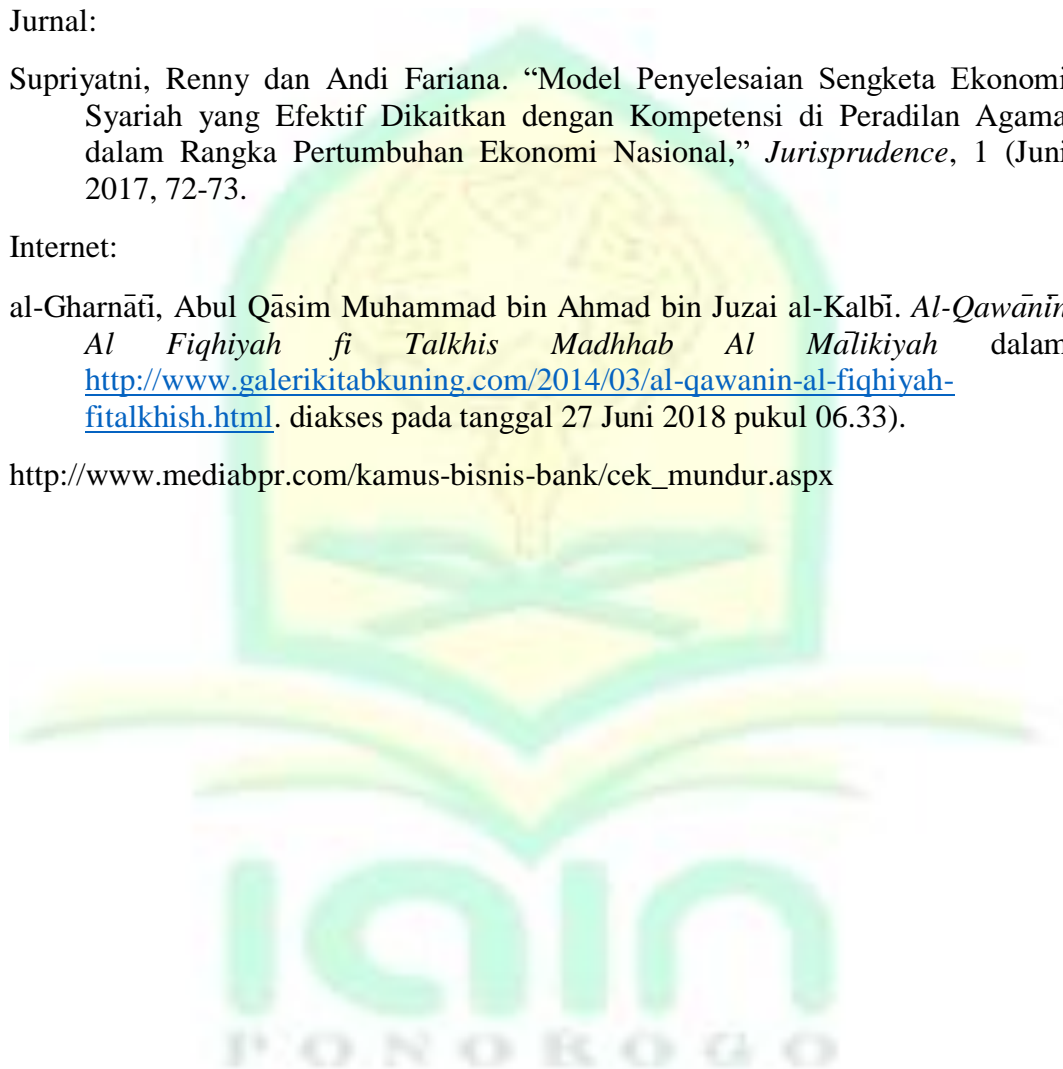 Jurnal:
Supriyatni, Renny dan Andi Fariana. “Model Penyelesaian Sengketa Ekonomi
Syariah yang Efektif Dikaitkan dengan Kompetensi di Peradilan Agama
dalam Rangka Pertumbuhan Ekonomi Nasional,” Jurisprudence, 1 (Juni
2017, 72-73.
Internet:
al-Gharnāti, Abul Qāsim Muhammad bin Ahmad bin Juzai al-Kalbī. Al-Qawānīn
Al Fiqhiyah fi Talkhis Madhhab Al Mālikiyah dalam
http://www.galerikitabkuning.com/2014/03/al-qawanin-al-fiqhiyah-
fitalkhish.html. diakses pada tanggal 27 Juni 2018 pukul 06.33).
http://www.mediabpr.com/kamus-bisnis-bank/cek_mundur.aspx
iain
PONOROGO